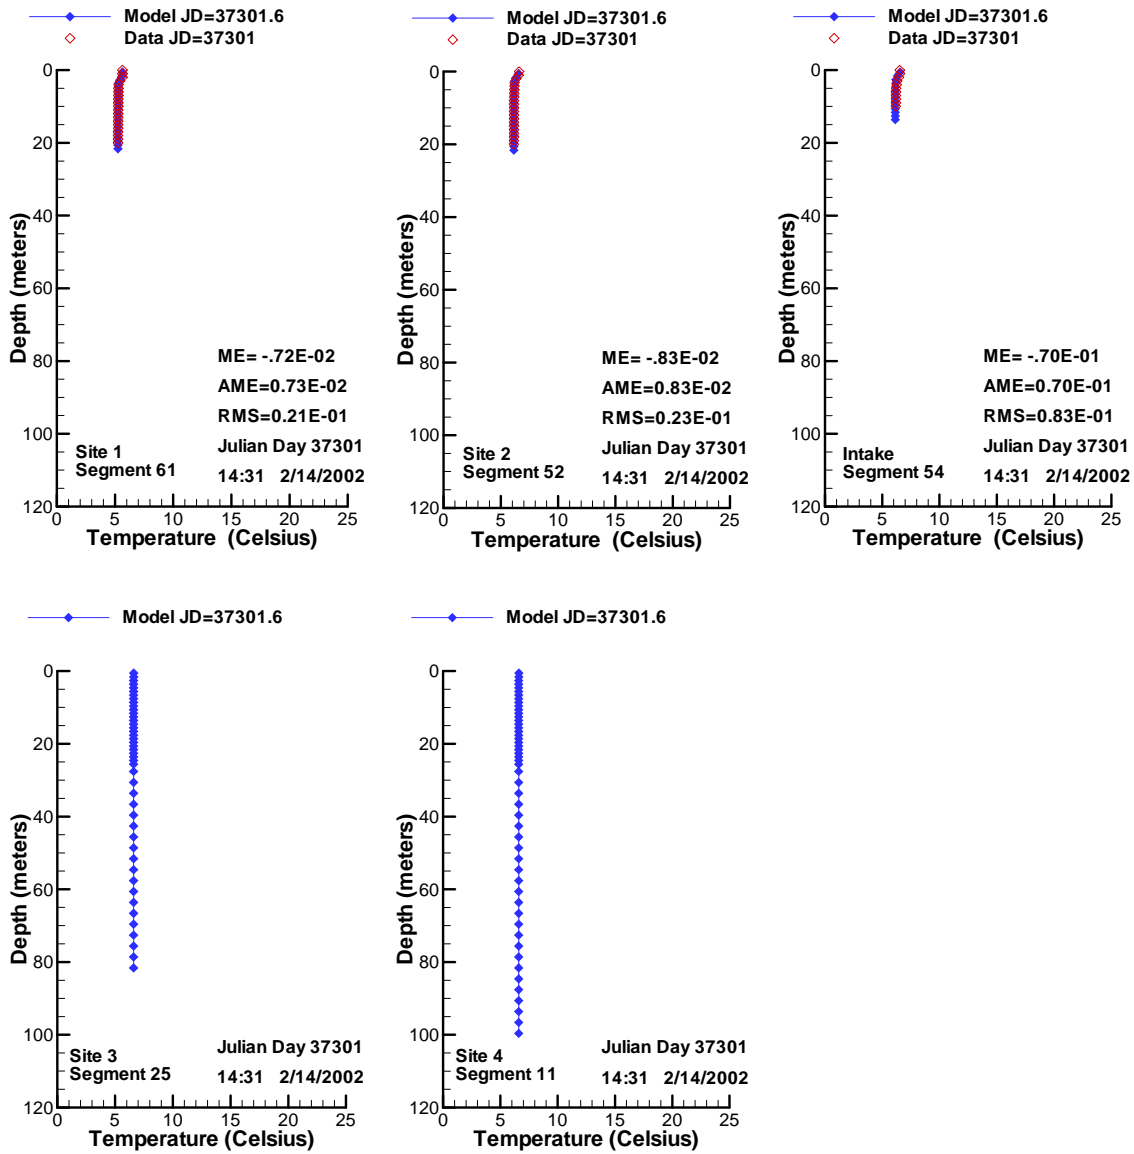 Model JD=37301.6
Data JD=37301
0
20
40
60
80
100
120
Depth (meters)
ME= -.72E-02
AME=0.73E-02
RMS=0.21E-01
Site 1
Segment 61
Julian Day 37301
14:31 2/14/2002
0 5 10 15 20 25
Temperature (Celsius)
Model JD=37301.6
Data JD=37301
0
20
40
60
80
100
120
Depth (meters)
ME= -.83E-02
AME=0.83E-02
RMS=0.23E-01
Site 2
Segment 52
Julian Day 37301
14:31 2/14/2002
0 5 10 15 20 25
Temperature (Celsius)
Model JD=37301.6
Data JD=37301
0
20
40
60
80
100
120
Depth (meters)
ME= -.70E-01
AME=0.70E-01
RMS=0.83E-01
Intake
Segment 54
Julian Day 37301
14:31 2/14/2002
0 5 10 15 20 25
Temperature (Celsius)
Model JD=37301.6
0
20
40
60
80
100
120
Depth (meters)
Site 3
Segment 25
Julian Day 37301
14:31 2/14/2002
0 5 10 15 20 25
Temperature (Celsius)
Model JD=37301.6
0
20
40
60
80
100
120
Depth (meters)
Site 4
Segment 11
Julian Day 37301
14:31 2/14/2002
0 5 10 15 20 25
Temperature (Celsius)